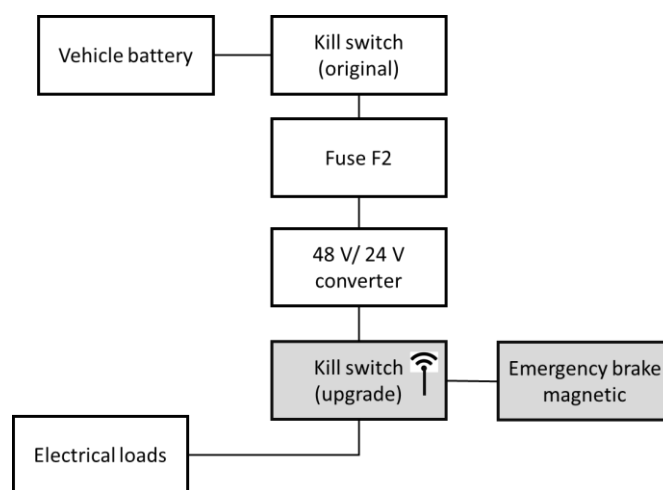 Vehicle battery
Kill switch
(original)
Fuse F2
48 V/ 24 V
converter
Kill switch
(upgrade)
Emergency brake
magnetic
Electrical loads